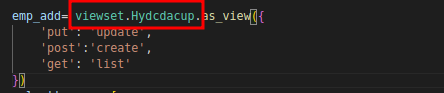 emp_add= viewset.Hydcdacup.as_view({
    'put': 'update',
    'post':'create',
    'get': 'list'
})